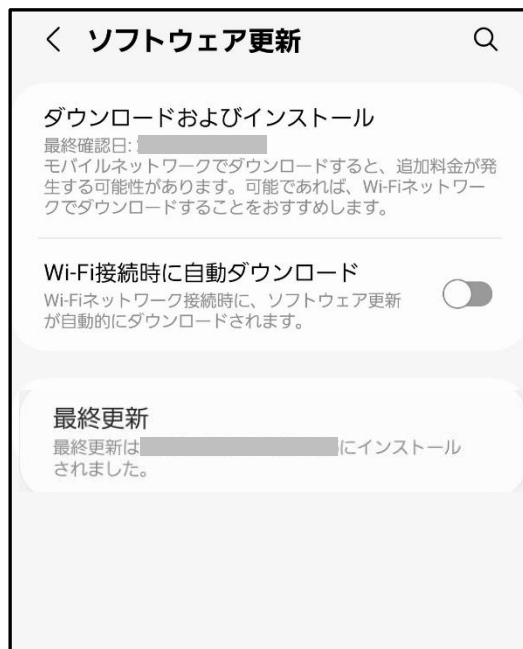 ソフトウェア更新
ダウンロードおよびインストール
最終確認日:
モバイルネットワークでダウンロードすると、追加料金が発
生する可能性があります。可能であれば、Wi-Fiネットワー
クでダウンロードすることをおすすめします。
Wi-Fi接続時に自動ダウンロード
Wi-Fiネットワーク接続時に、ソフトウェア更新
が自動的にダウンロードされます。
最終更新
最終更新は にインストール
されました。